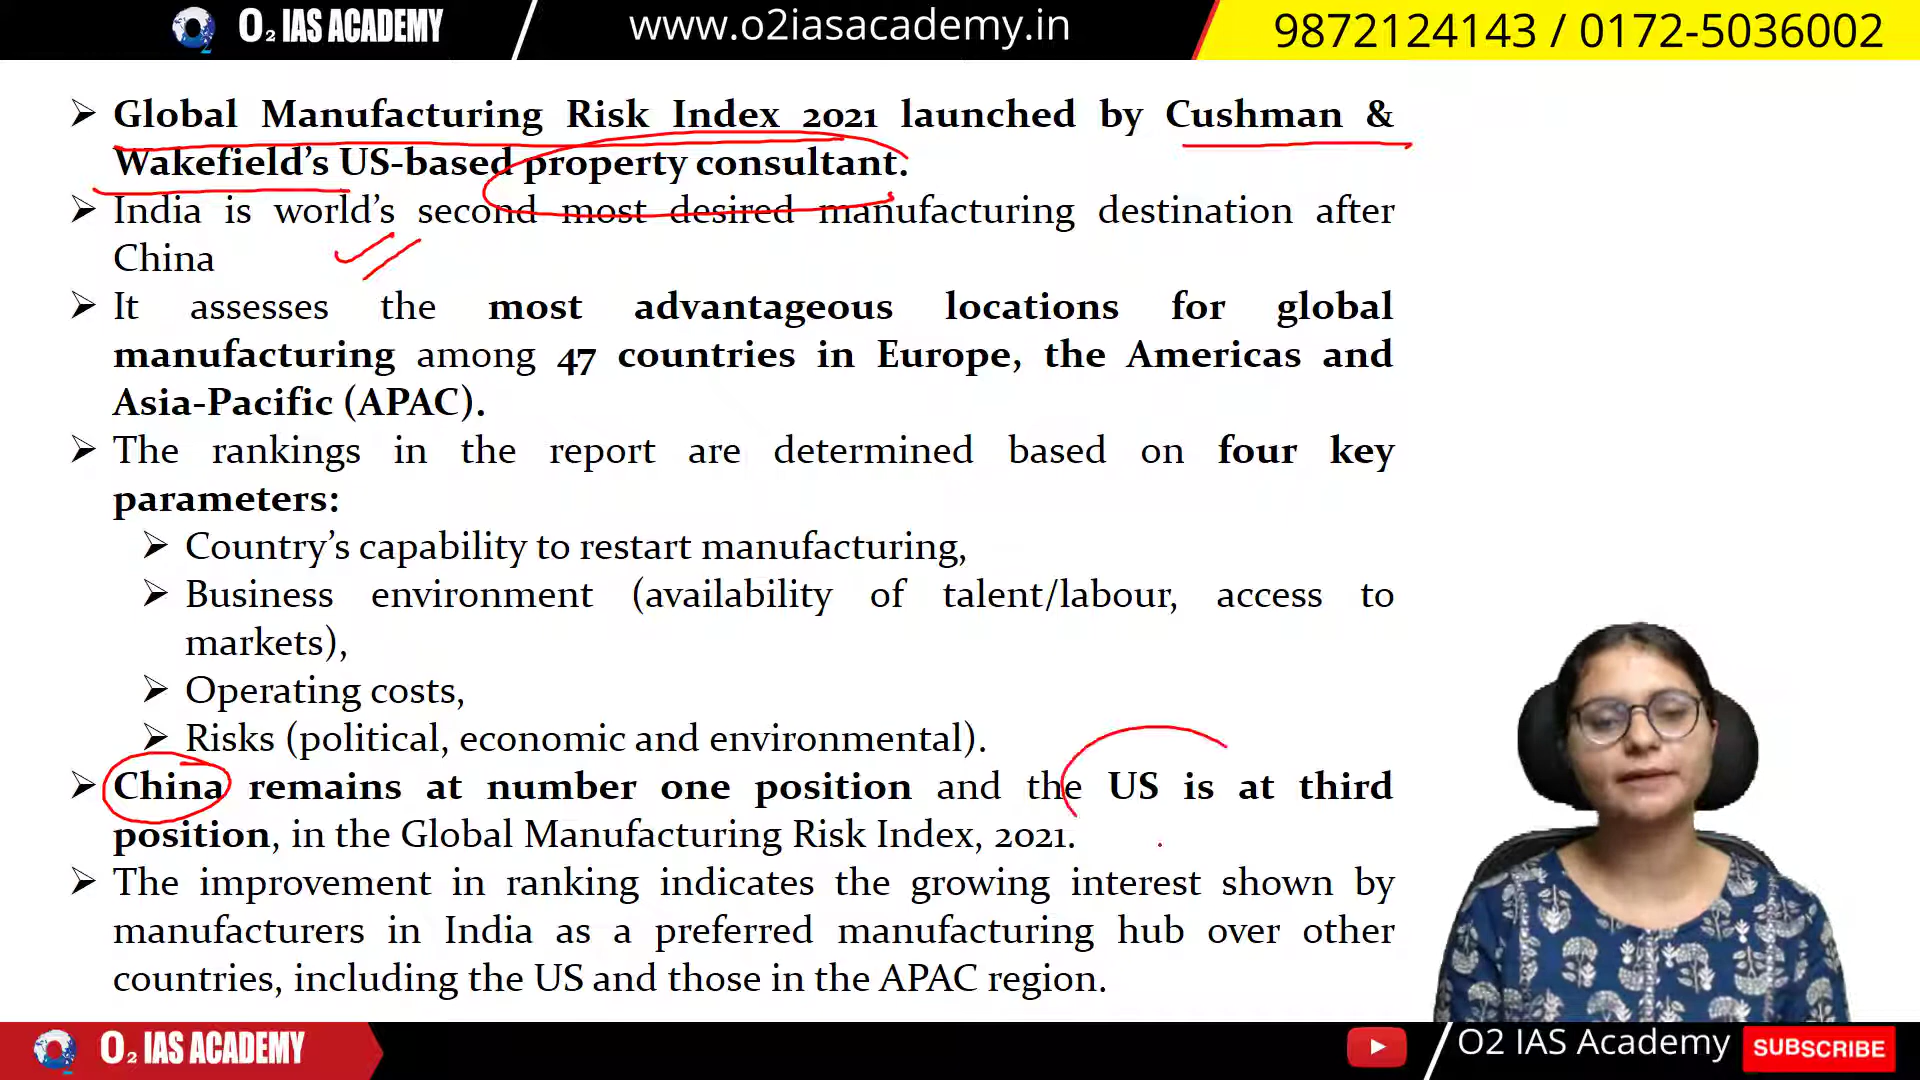 O2 IAS ACADEMY
www.o2iasacademy.in
9872124143 / 0172-5036002
➢ Global Manufacturing Risk Index 2021 launched by Cushman &
Wakefield's US-based property consultant.
➢ India is world's second most desired manufacturing destination after
China
➢ It assesses the most advantageous locations for global
manufacturing among 47 countries in Europe, the Americas and
Asia-Pacific (APAC).
➢ The rankings in the report are determined based on four key
parameters:
➢ Country's capability to restart manufacturing,
➢ Business environment (availability of talent/labour, access to
markets),
➢ Operating costs,
➢ Risks (political, economic and environmental).
➢ China remains at number one position and the US is at third
position, in the Global Manufacturing Risk Index, 2021.
➢ The improvement in ranking indicates the growing interest shown by
manufacturers in India as a preferred manufacturing hub over other
countries, including the US and those in the APAC region.
O2 IAS ACADEMY
O2 IAS Academy
SUBSCRIBE